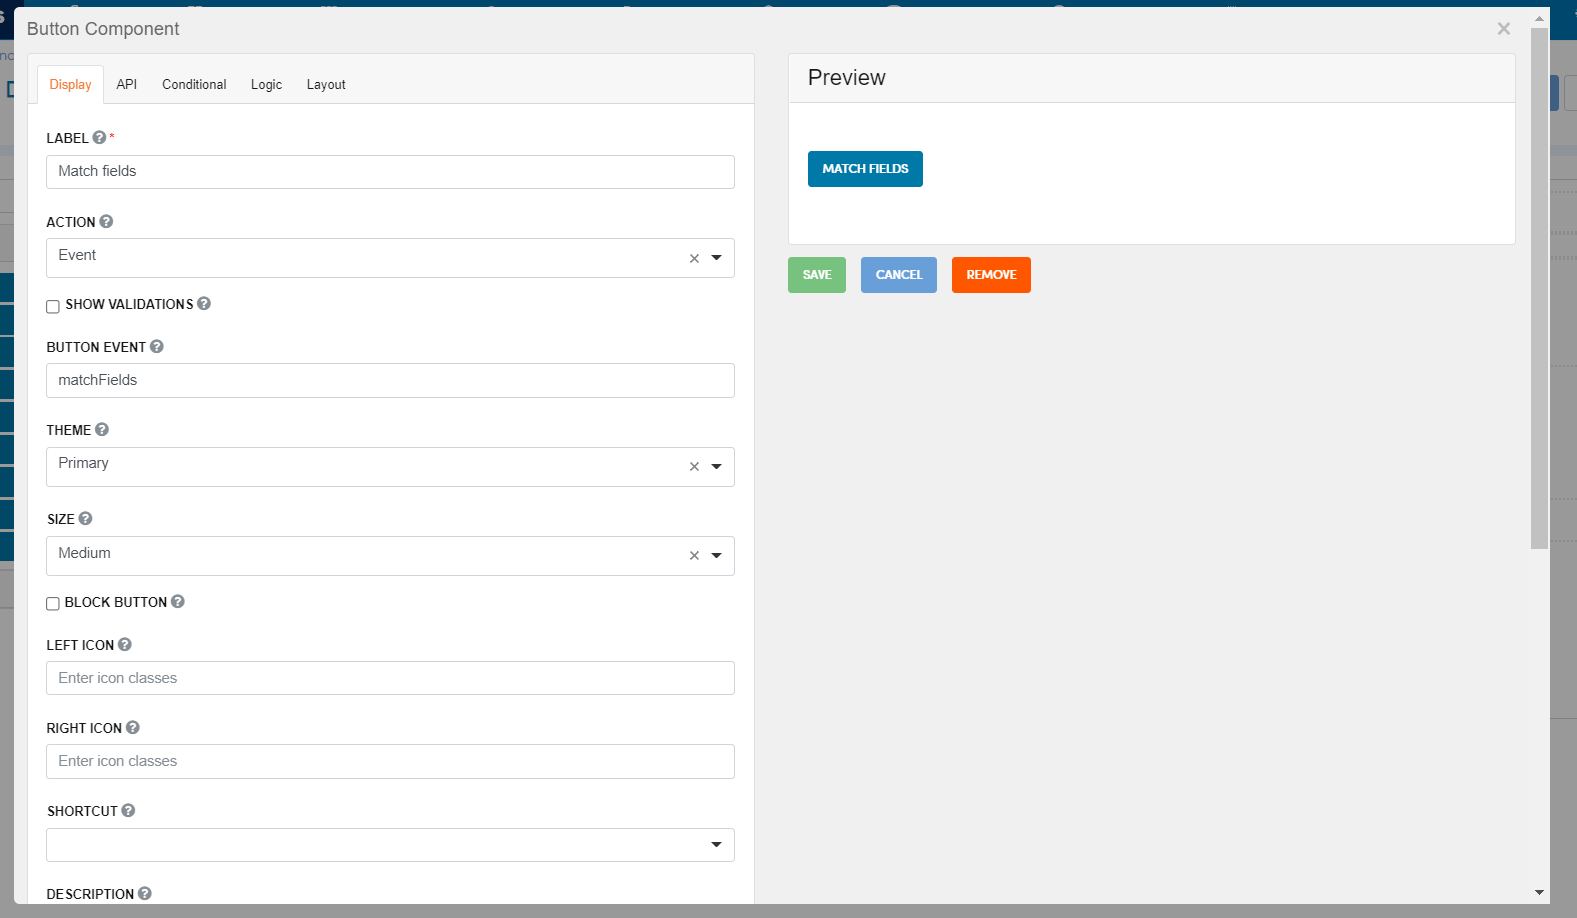 Button Component
Display API Conditional Logic Layout
LABEL *
Match fields
ACTION
Event
SHOW VALIDATIONS
BUTTON EVENT
matchFields
THEME
Primary
SIZE
Medium
BLOCK BUTTON
LEFT ICON
Enter icon classes
RIGHT ICON
Enter icon classes
SHORTCUT
DESCRIPTION
Preview
MATCH FIELDS
SAVE CANCEL REMOVE